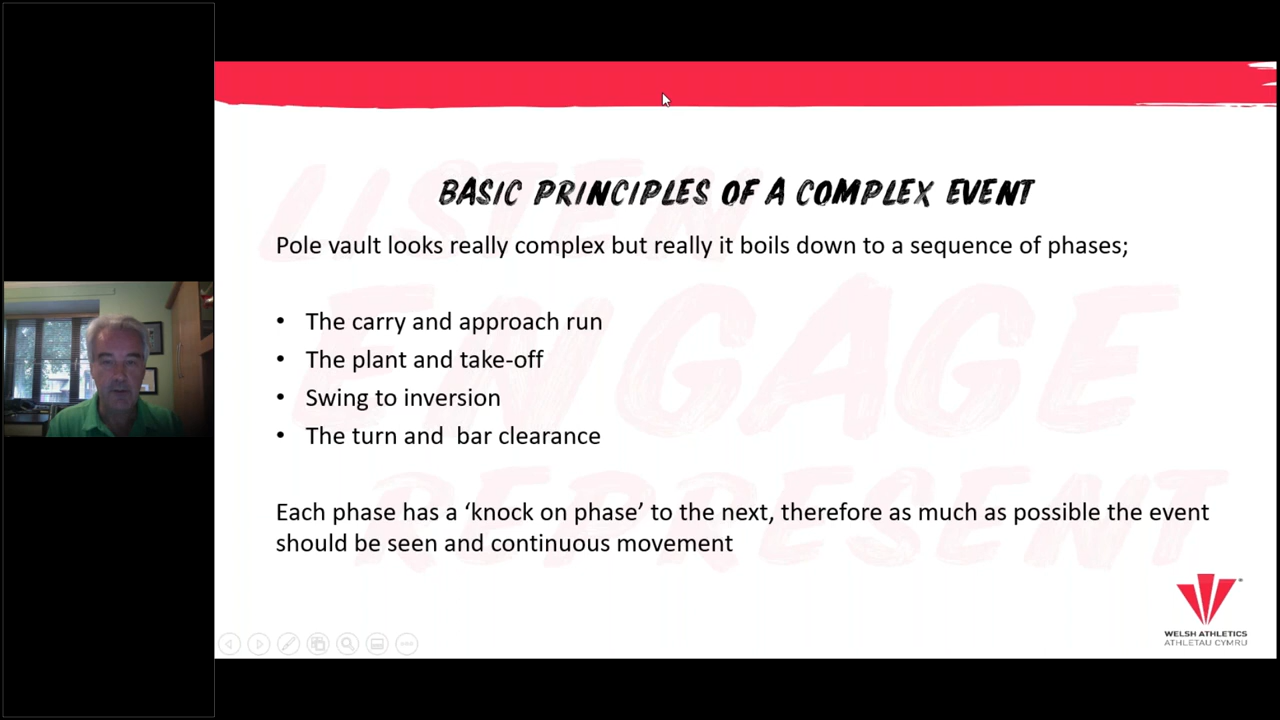 LISTEN
ENGAGE
REPRESENT
BASIC PRINCIPLES OF A COMPLEX EVENT
Pole vault looks really complex but really it boils down to a sequence of phases;
• The carry and approach run
• The plant and take-off
• Swing to inversion
• The turn and  bar clearance
Each phase has a ‘knock on phase’ to the next, therefore as much as possible the event
should be seen and continuous movement
WELSH ATHLETICS
ATHLETAU CYMRU